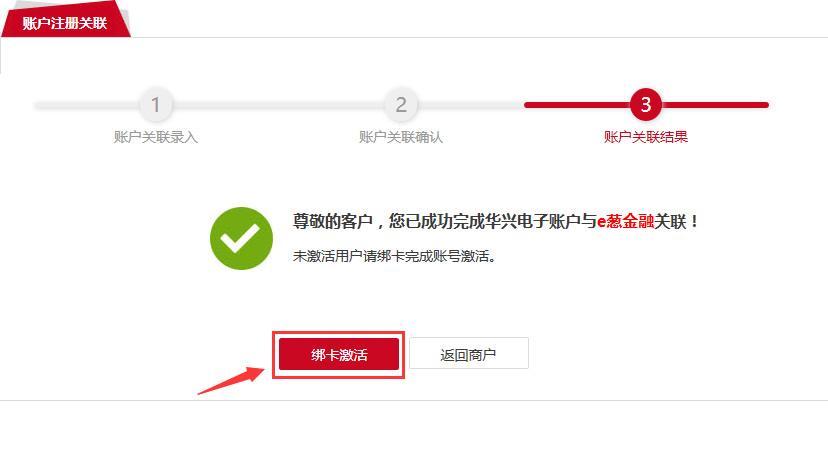 账户注册关联
1 2 3
账户关联录入 账户关联确认 账户关联结果
尊敬的客户，您已成功完成华兴电子账户与e葱金融关联！
未激活用户请绑卡完成账号激活。
绑卡激活 返回商户